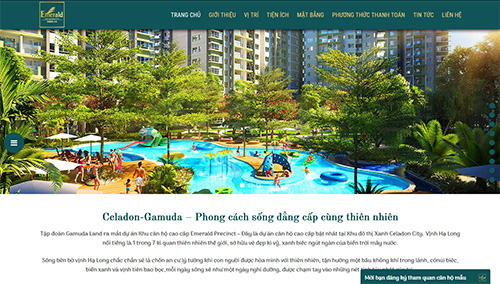 Emerald
TRANG CHỦ GIỚI THIỆU VỊ TRÍ TIỆN ÍCH MẶT BẰNG PHƯƠNG THỨC THANH TOÁN TIN TỨC LIÊN HỆ
Celadon-Gamuda – Phong cách sống đẳng cấp cùng thiên nhiên
Tập đoàn Gamuda Land ra mắt dự án Khu căn hộ cao cấp Emerald Precinct – Đây là dự án căn hộ cao cấp bật nhất tại Khu đô thị Xanh Celadon City. Vịnh Hạ Long
nổi tiếng là 1 trong 7 kì quan thiên nhiên thế giới, sở hữu vẻ đẹp kì vỹ, xanh biếc ngút ngàn của biển trời mây nước.
Sống bên bờ vịnh Hạ Long chắc chắn sẽ là chốn an cư lý tưởng khi con người được hòa mình với thiên nhiên, tận hưởng một bầu không khí trong lành,
biển xanh và vịnh tiên bao bọc,mỗi ngày sống sẽ như một ngày nghỉ dưỡng, được chạm tay vào những nét
Mời bạn đăng ký tham quan căn hộ mẫu